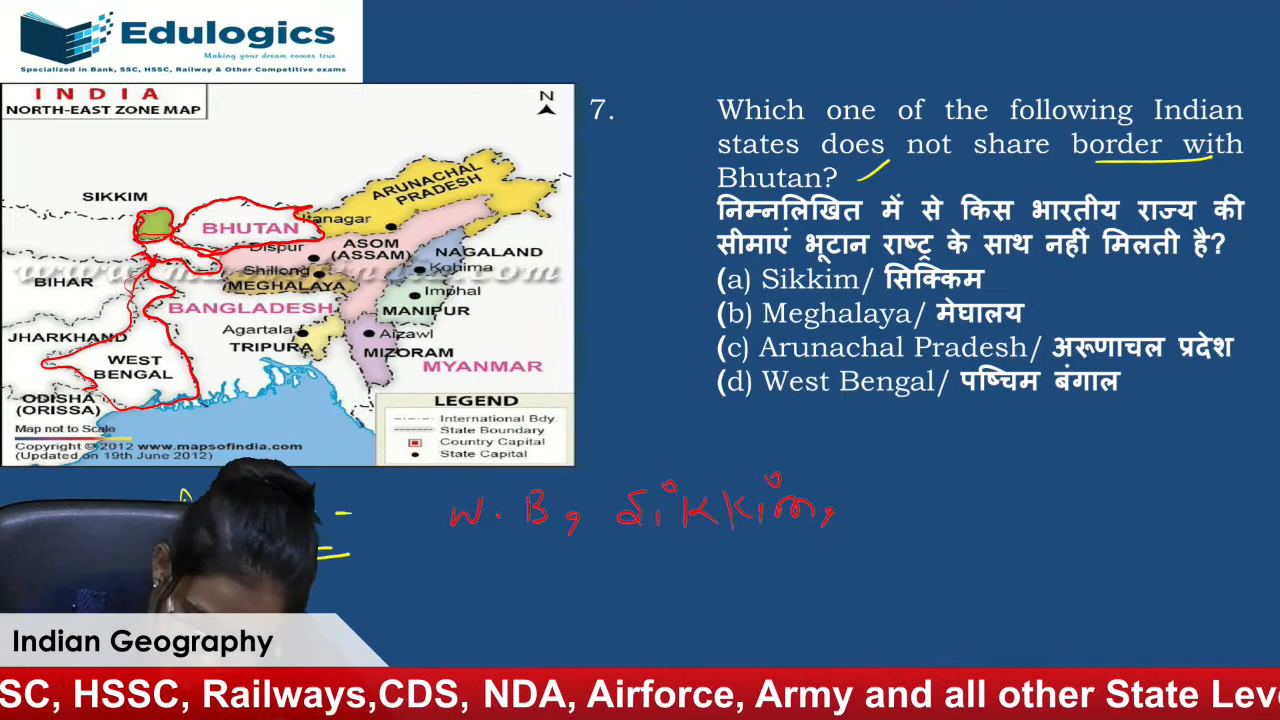 Edulogics
Making your dream comes true
Specialized in Bank, SSC, HSSC, Railway & Other Competitive exams
INDIA
NORTH-EAST ZONE MAP
N
SIKKIM
ARUNACHAL PRADESH
Itanagar
BHUTAN
Dispur
ASOM
(ASSAM)
NAGALAND
Kohima
Shillong
MEGHALAYA
BIHAR
Imphal
BANGLADESH
MANIPUR
JHARKHAND
Agartala
TRIPURA
Aizawl
MIZORAM
WEST
BENGAL
MYANMAR
ODISHA
(ORISSA)
Map not to Scale
Copyright © 2012 www.mapsofindia.com
(Updated on 19th June 2012)
LEGEND
International Bdy.
State Boundary
Country Capital
State Capital
7. Which one of the following Indian
states does not share border with
Bhutan?
निम्नलिखित में से किस भारतीय राज्य की
सीमाएं भूटान राष्ट्र के साथ नहीं मिलती है?
(a) Sikkim/ सिक्किम
(b) Meghalaya/ मेघालय
(c) Arunachal Pradesh/ अरूणाचल प्रदेश
(d) West Bengal/ पष्चिम बंगाल
W. B, Sikkim,
Indian Geography
SC, HSSC, Railways,CDS, NDA, Airforce, Army and all other State Leve